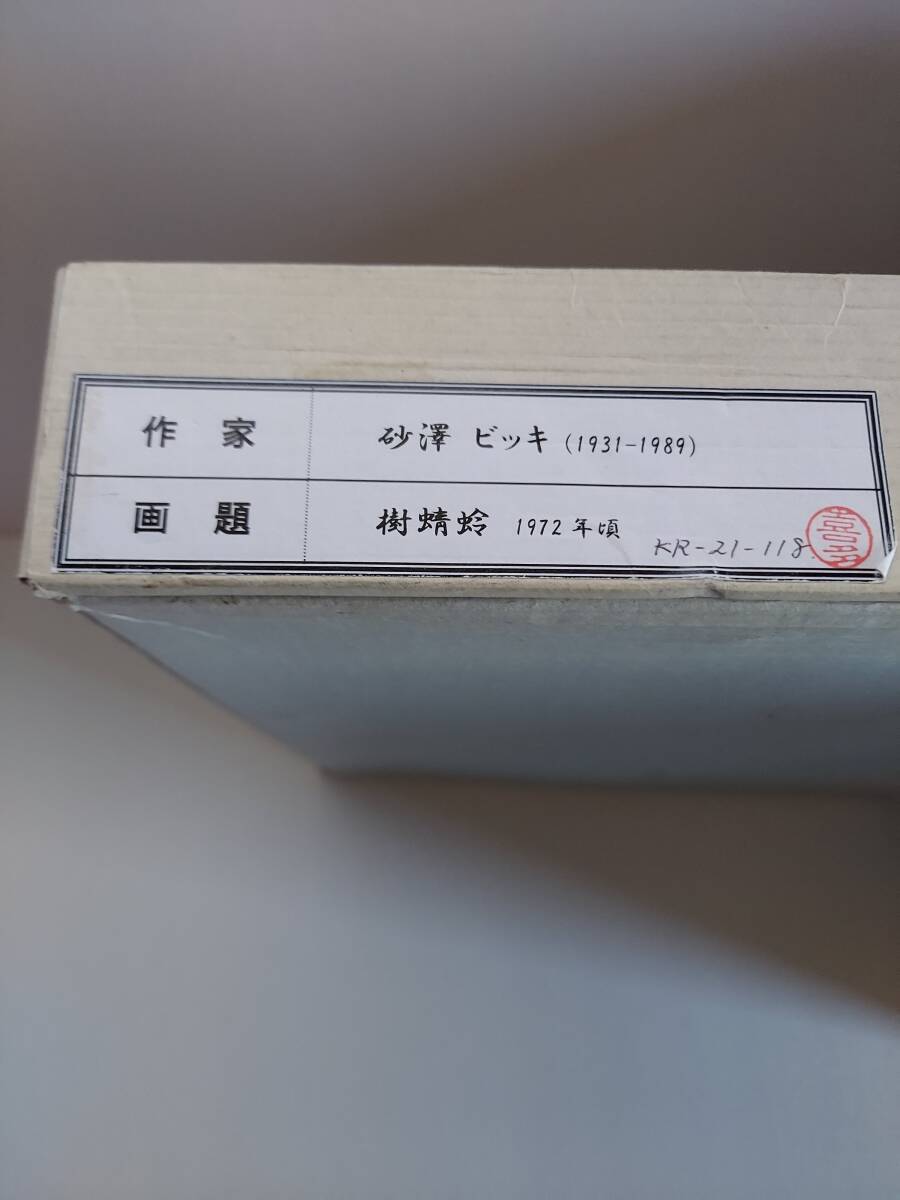 作家 砂澤 ビッキ (1931-1989)
画題 樹蜻蛉 1972年頃
KR-21-118